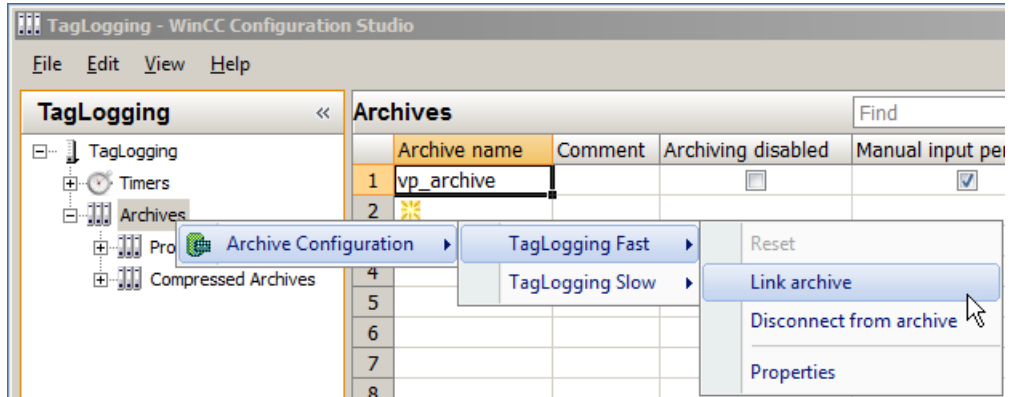 TagLogging - WinCC Configuration Studio
File Edit View Help
TagLogging « Archives Find
Archive name Comment Archiving disabled Manual input per
TagLogging
Timers 1 vp_archive
Archives 2
Archive Configuration TagLogging Fast Reset
Pro
4
Compressed Archives TagLogging Slow Link archive
5
Disconnect from archive
6
7 Properties
8